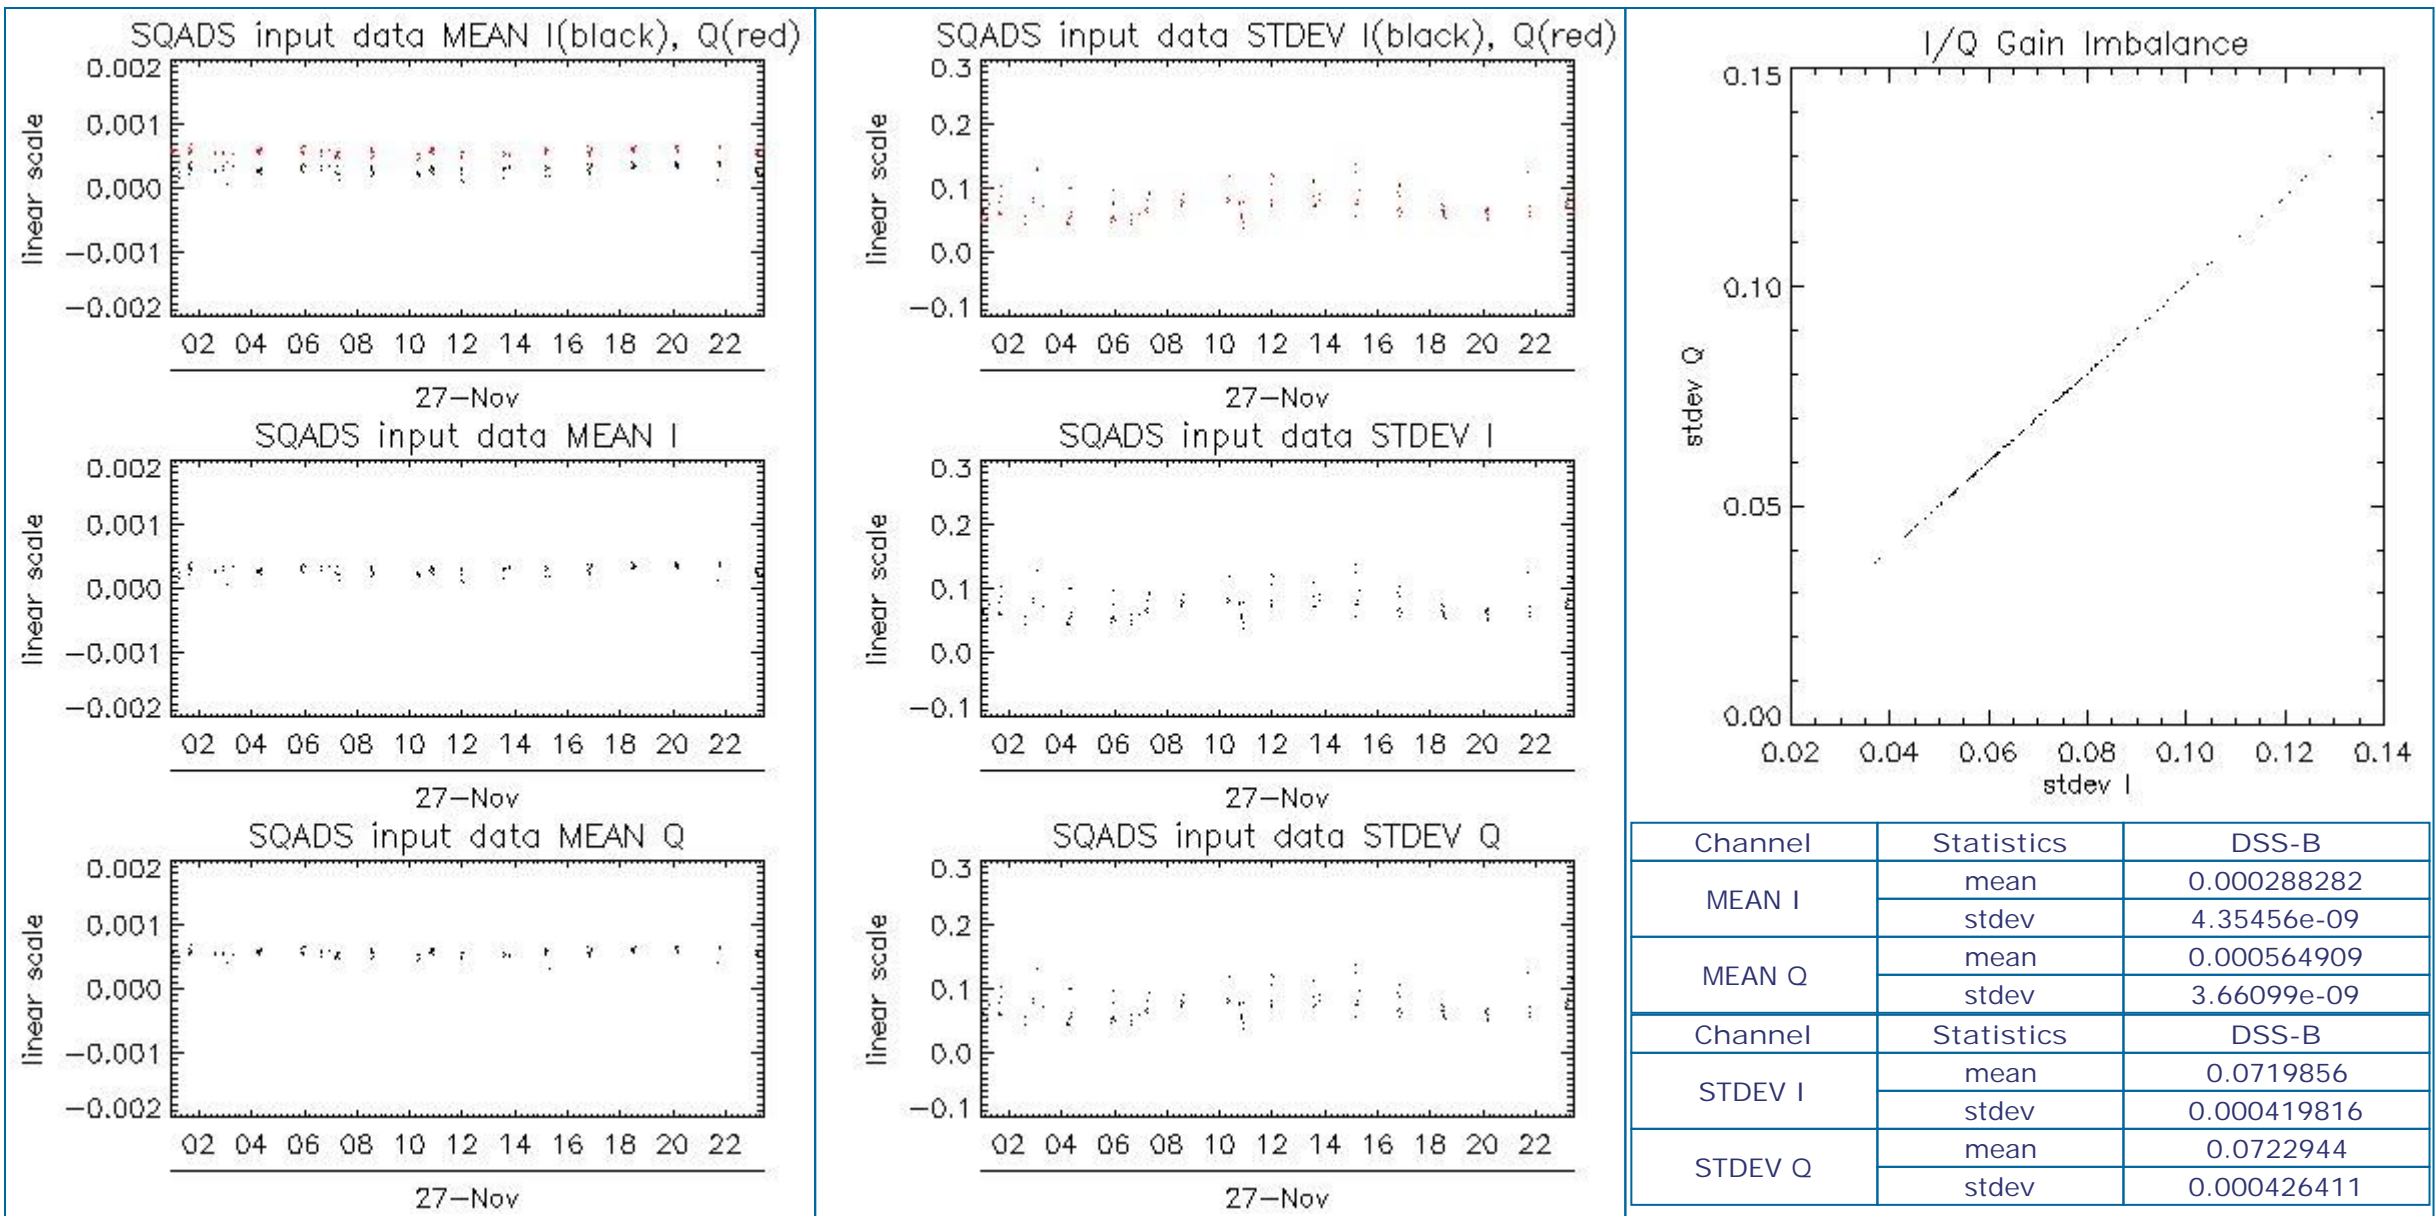 SQADS input data MEAN I(black), Q(red)
0.002
0.001
0.000
−0.001
−0.002
linear scale
02 04 06 08 10 12 14 16 18 20 22
27−Nov
SQADS input data MEAN I
0.002
0.001
0.000
−0.001
−0.002
linear scale
02 04 06 08 10 12 14 16 18 20 22
27−Nov
SQADS input data MEAN Q
0.002
0.001
0.000
−0.001
−0.002
linear scale
02 04 06 08 10 12 14 16 18 20 22
27−Nov
SQADS input data STDEV I(black), Q(red)
0.3
0.2
0.1
0.0
−0.1
linear scale
02 04 06 08 10 12 14 16 18 20 22
27−Nov
SQADS input data STDEV I
0.3
0.2
0.1
0.0
−0.1
linear scale
02 04 06 08 10 12 14 16 18 20 22
27−Nov
SQADS input data STDEV Q
0.3
0.2
0.1
0.0
−0.1
linear scale
02 04 06 08 10 12 14 16 18 20 22
27−Nov
I/Q Gain Imbalance
0.15
0.10
0.05
0.00
stdev Q
0.02 0.04 0.06 0.08 0.10 0.12 0.14
stdev I
Channel Statistics DSS-B
MEAN I mean 0.000288282
stdev 4.35456e-09
MEAN Q mean 0.000564909
stdev 3.66099e-09
Channel Statistics DSS-B
STDEV I mean 0.0719856
stdev 0.000419816
STDEV Q mean 0.0722944
stdev 0.000426411